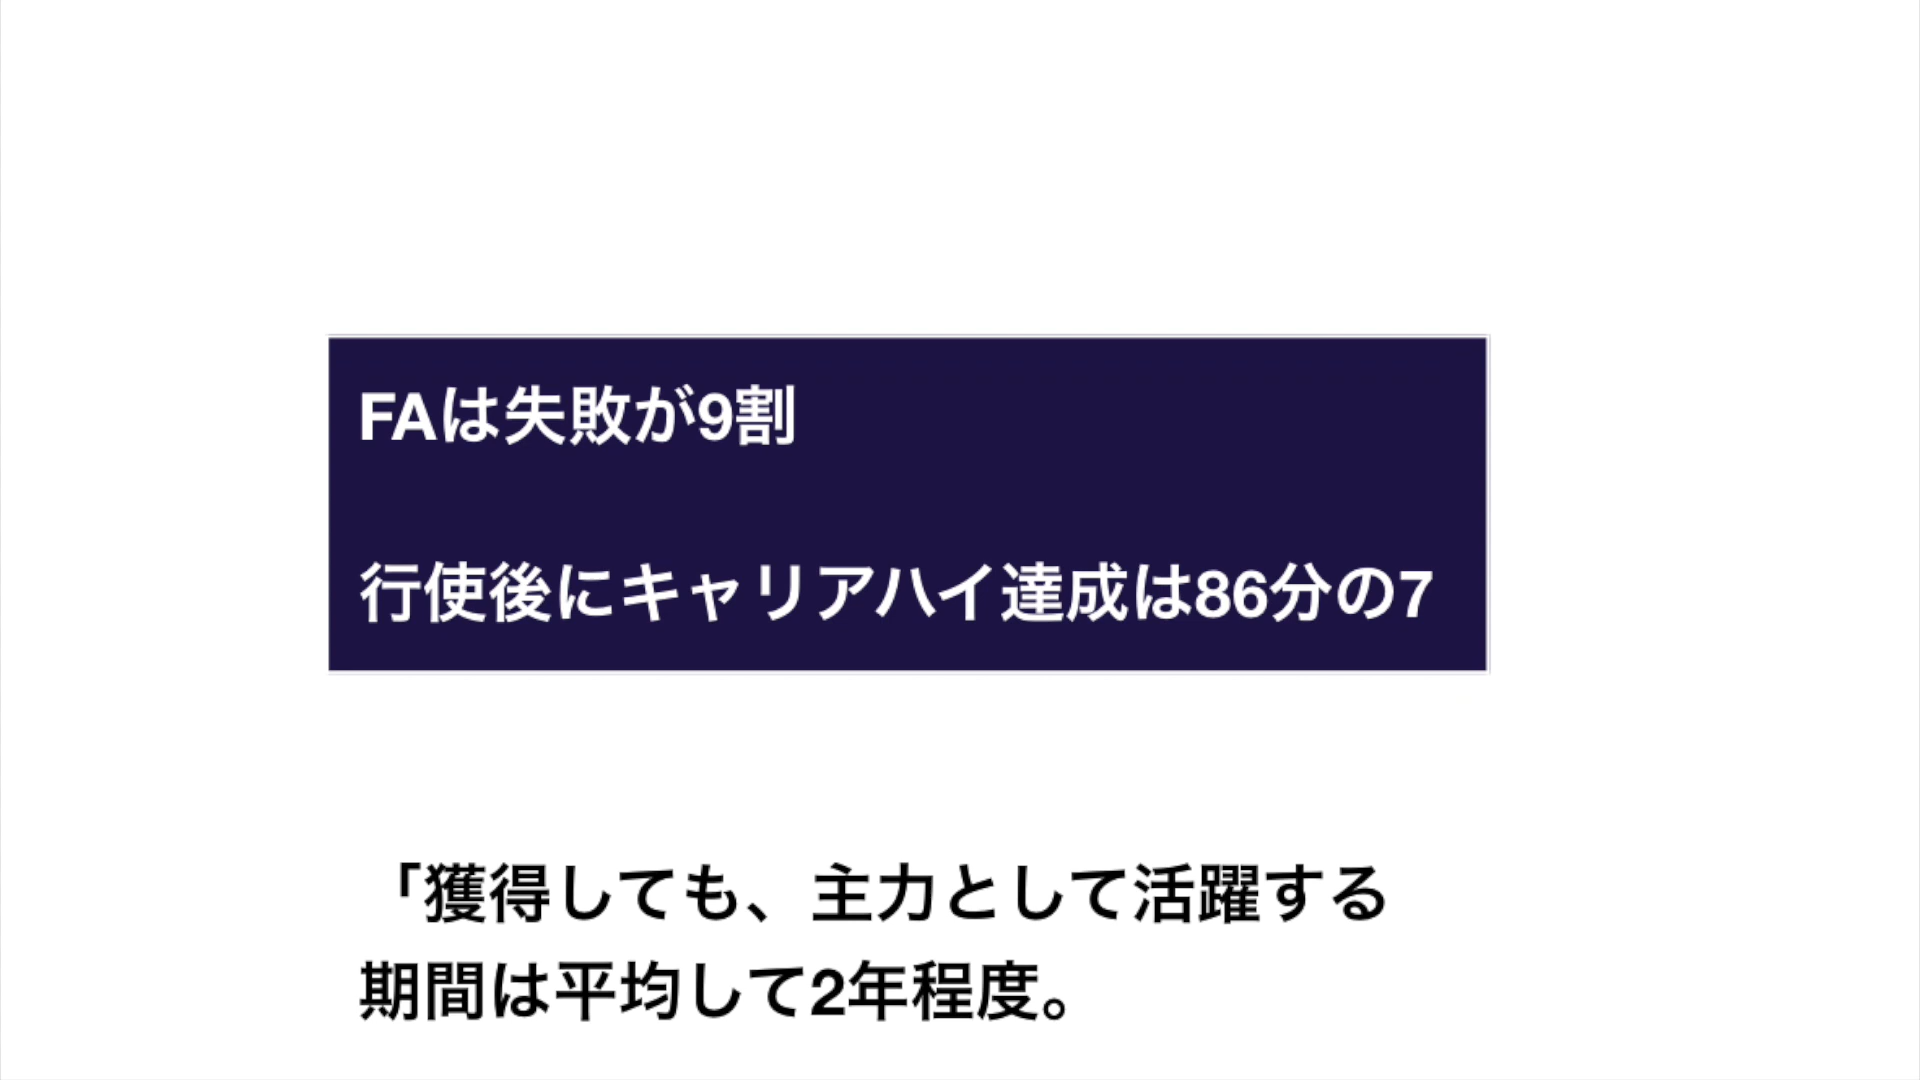 FAは失敗が9割
行使後にキャリアハイ達成は86分の7
「獲得しても、主力として活躍する
期間は平均して2年程度。